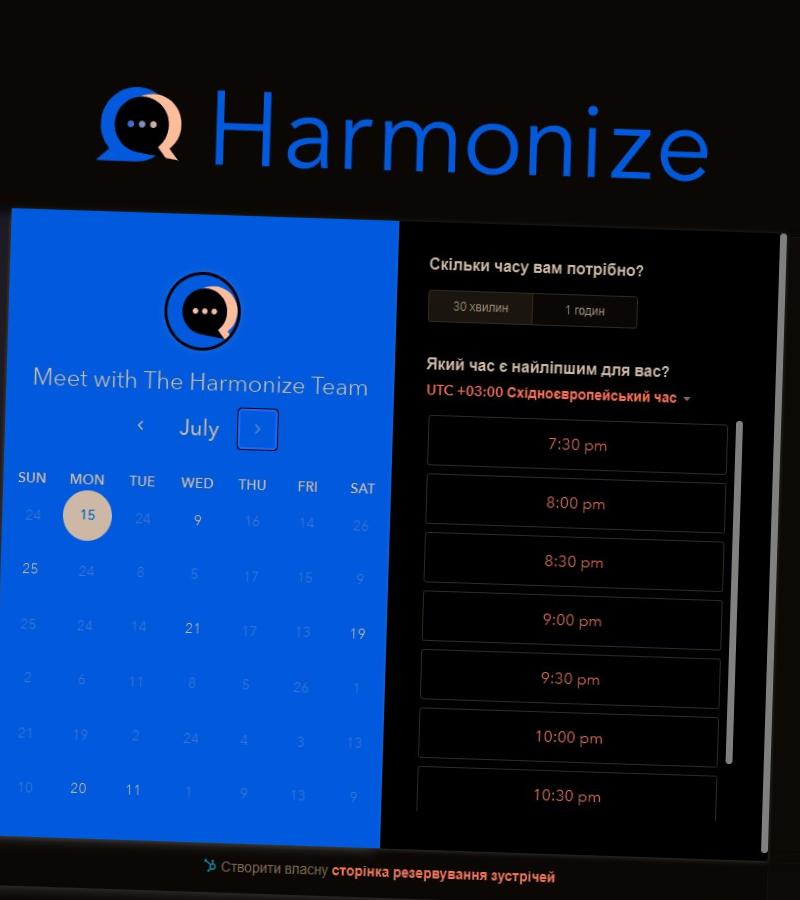 Harmonize
Meet with The Harmonize Team
July
SUN MON TUE WED THU FRI SAT
24 15 24 9 16 14 26
25 24 8 5 17 15 9
25 24 14 21 17 13 19
2 6 11 8 5 26 1
21 19 2 24 4 3 13
10 20 11 1 9 13 9
Скільки часу вам потрібно?
30 хвилин 1 годин
Який час є найліпшим для вас?
UTC +03:00 Східноєвропейський час
7:30 pm
8:00 pm
8:30 pm
9:00 pm
9:30 pm
10:00 pm
10:30 pm
Створити власну сторінка резервування зустрічей